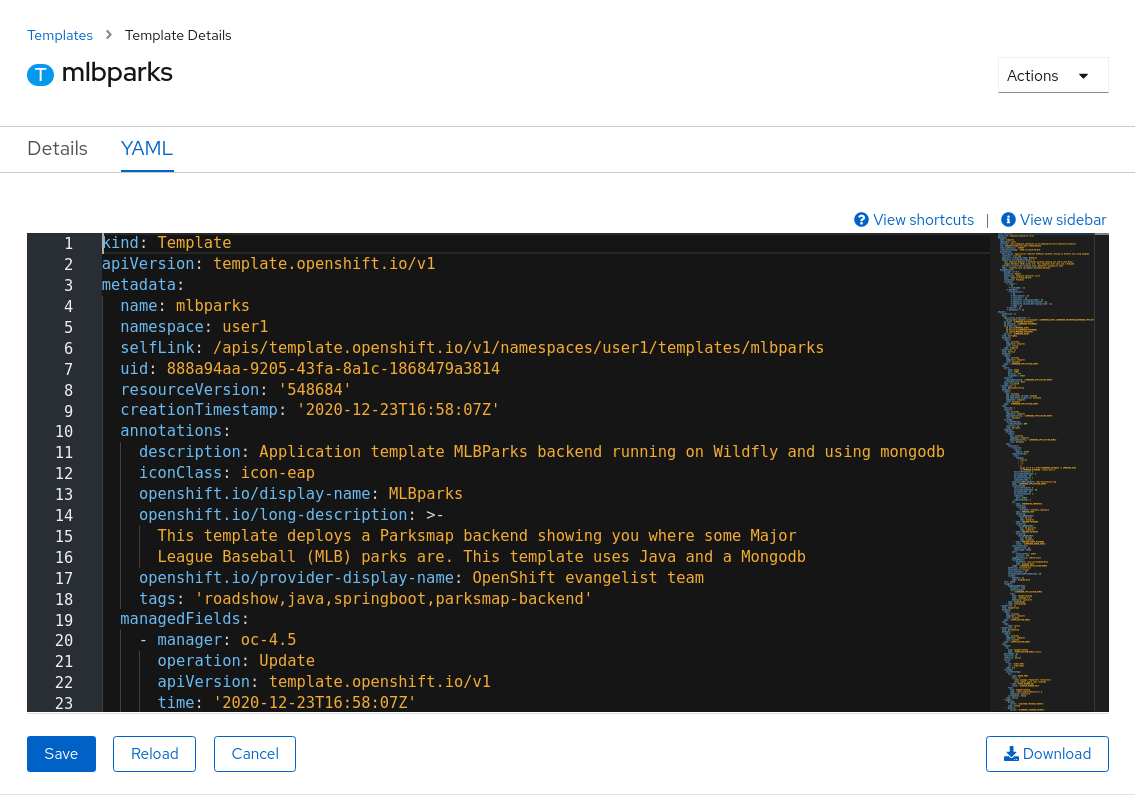 Templates > Template Details
T mlbparks
Actions
Details YAML
View shortcuts | View sidebar
1 kind: Template
2 apiVersion: template.openshift.io/v1
3 metadata:
4 name: mlbparks
5 namespace: user1
6 selfLink: /apis/template.openshift.io/v1/namespaces/user1/templates/mlbparks
7 uid: 888a94aa-9205-43fa-8a1c-1868479a3814
8 resourceVersion: '548684'
9 creationTimestamp: '2020-12-23T16:58:07Z'
10 annotations:
11 description: Application template MLBParks backend running on Wildfly and using mongodb
12 iconClass: icon-eap
13 openshift.io/display-name: MLBparks
14 openshift.io/long-description: >-
15 This template deploys a Parksmap backend showing you where some Major
16 League Baseball (MLB) parks are. This template uses Java and a Mongodb
17 openshift.io/provider-display-name: OpenShift evangelist team
18 tags: 'roadshow,java,springboot,parksmap-backend'
19 managedFields:
20 - manager: oc-4.5
21 operation: Update
22 apiVersion: template.openshift.io/v1
23 time: '2020-12-23T16:58:07Z'
Save Reload Cancel Download